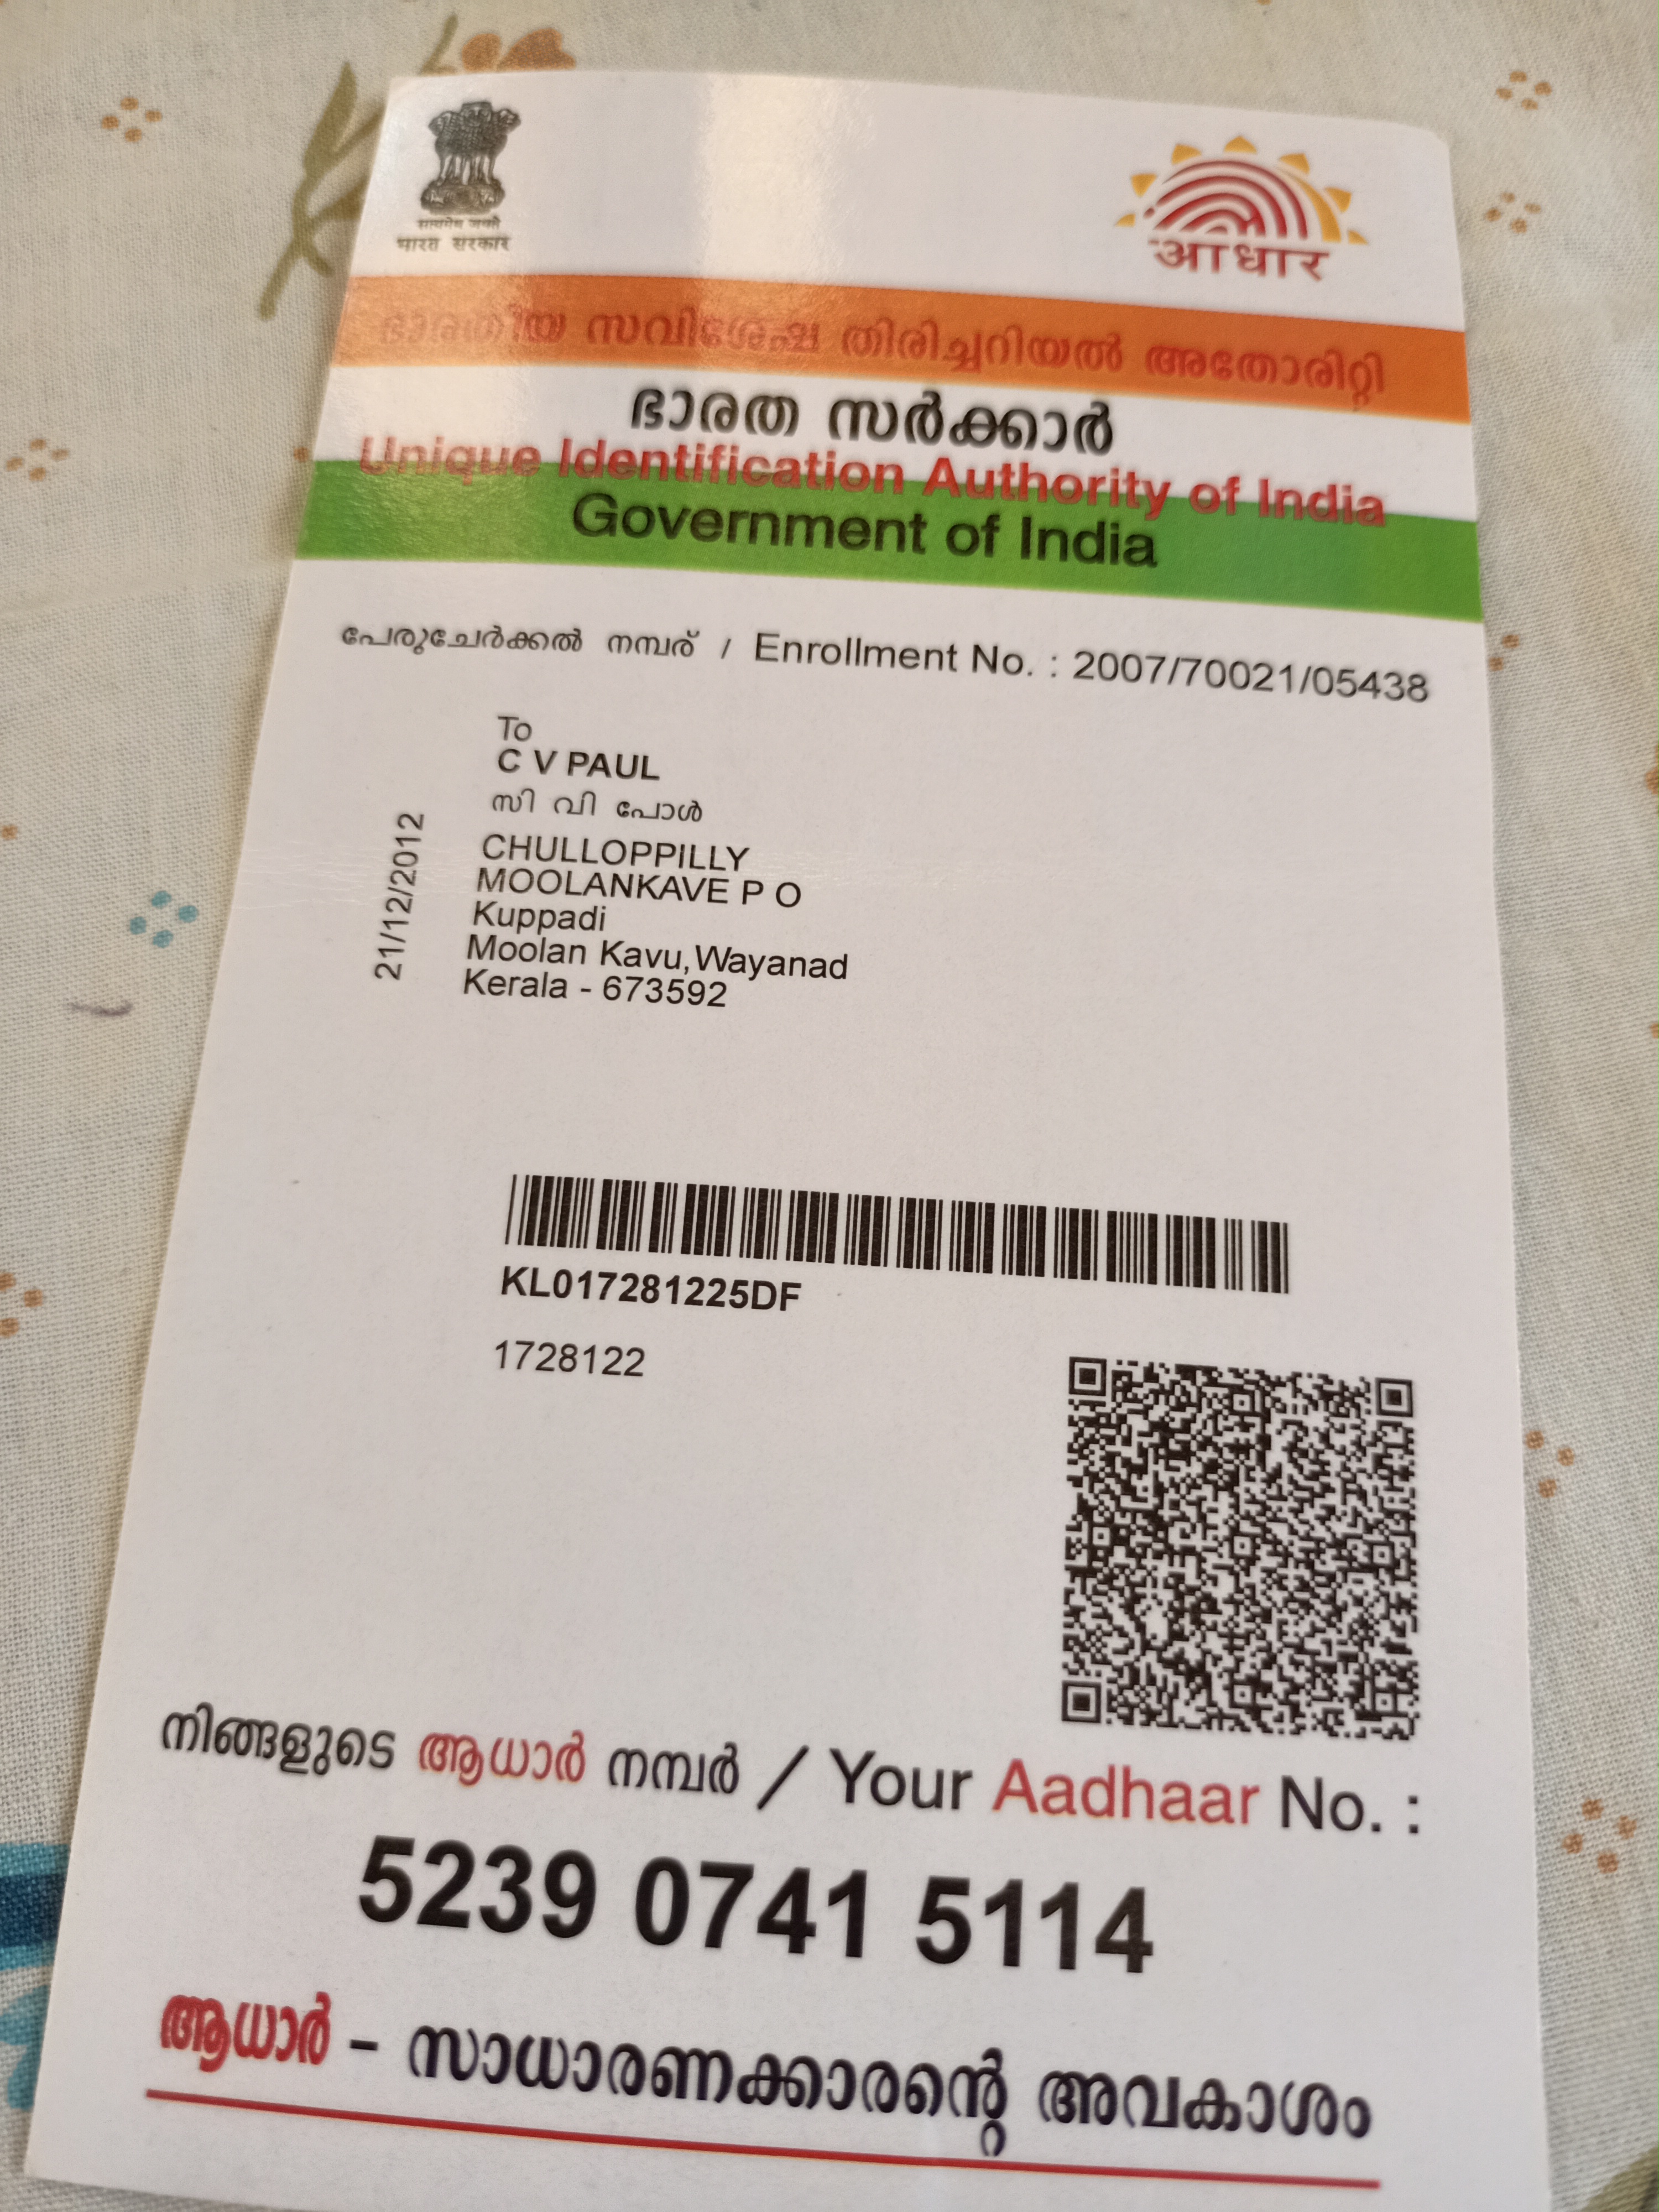 सत्यमेव जयते
भारत सरकार
आधार
ഭാരതീയ സവിശേഷ തിരിച്ചറിയൽ അതോരിറ്റി
ഭാരത സർക്കാർ
Unique Identification Authority of India
Government of India
പേരുചേർക്കൽ നമ്പര് / Enrollment No. : 2007/70021/05438
To
C V PAUL
സി വി പോൾ
CHULLOPPILLY
MOOLANKAVE P O
Kuppadi
Moolan Kavu,Wayanad
Kerala - 673592
21/12/2012
KL017281225DF
1728122
നിങ്ങളുടെ ആധാർ നമ്പർ / Your Aadhaar No. :
5239 0741 5114
ആധാർ - സാധാരണക്കാരന്റെ അവകാശം